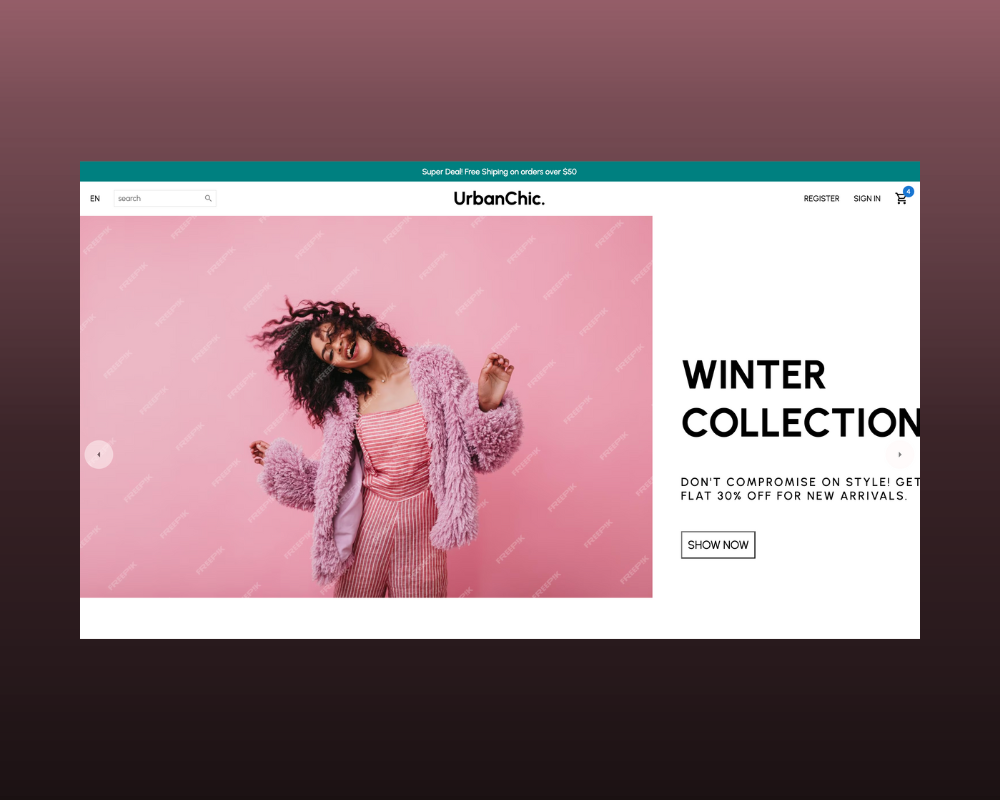 Super Deal! Free Shiping on orders over $50
EN
search
UrbanChic.
REGISTER
SIGN IN
4
WINTER
COLLECTION
DON'T COMPROMISE ON STYLE! GET
FLAT 30% OFF FOR NEW ARRIVALS.
SHOW NOW
FREEPIK